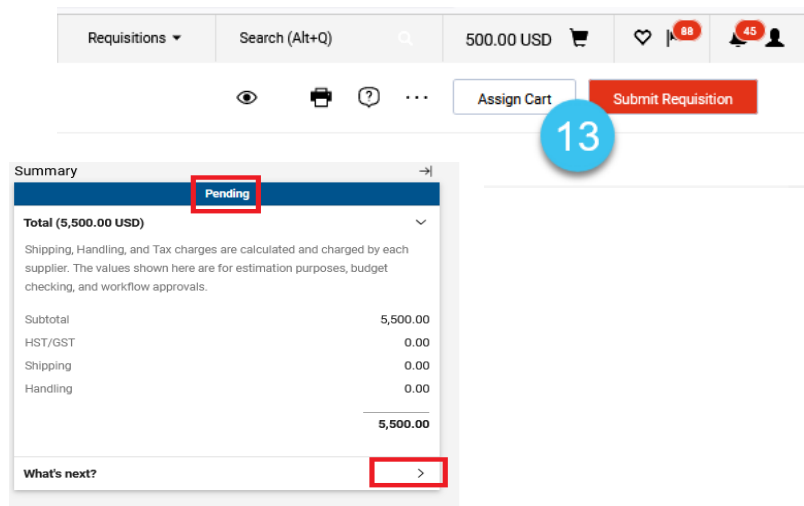 Requisitions
Search (Alt+Q)
500.00 USD
88
45
?
...
Assign Cart
Submit Requisition
13
Summary
Pending
Total (5,500.00 USD)
Shipping, Handling, and Tax charges are calculated and charged by each
supplier. The values shown here are for estimation purposes, budget
checking, and workflow approvals.
Subtotal 5,500.00
HST/GST 0.00
Shipping 0.00
Handling 0.00
5,500.00
What's next?